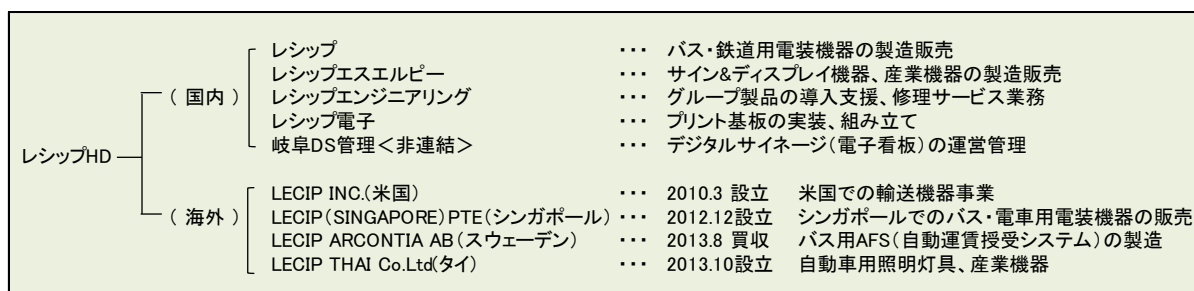 レシップHD
(国内)
レシップ ・・・ バス・鉄道用電装機器の製造販売
レシップエスエルピー ・・・ サイン&ディスプレイ機器、産業機器の製造販売
レシップエンジニアリング ・・・ グループ製品の導入支援、修理サービス業務
レシップ電子 ・・・ プリント基板の実装、組み立て
岐阜DS管理<非連結> ・・・ デジタルサイネージ(電子看板)の運営管理
(海外)
LECIP INC.(米国) ・・・ 2010.3 設立 米国での輸送機器事業
LECIP(SINGAPORE)PTE(シンガポール) ・・・ 2012.12設立 シンガポールでのバス・電車用電装機器の販売
LECIP ARCONTIA AB(スウェーデン) ・・・ 2013.8 買収 バス用AFS(自動運賃授受システム)の製造
LECIP THAI Co.Ltd(タイ) ・・・ 2013.10設立 自動車用照明灯具、産業機器